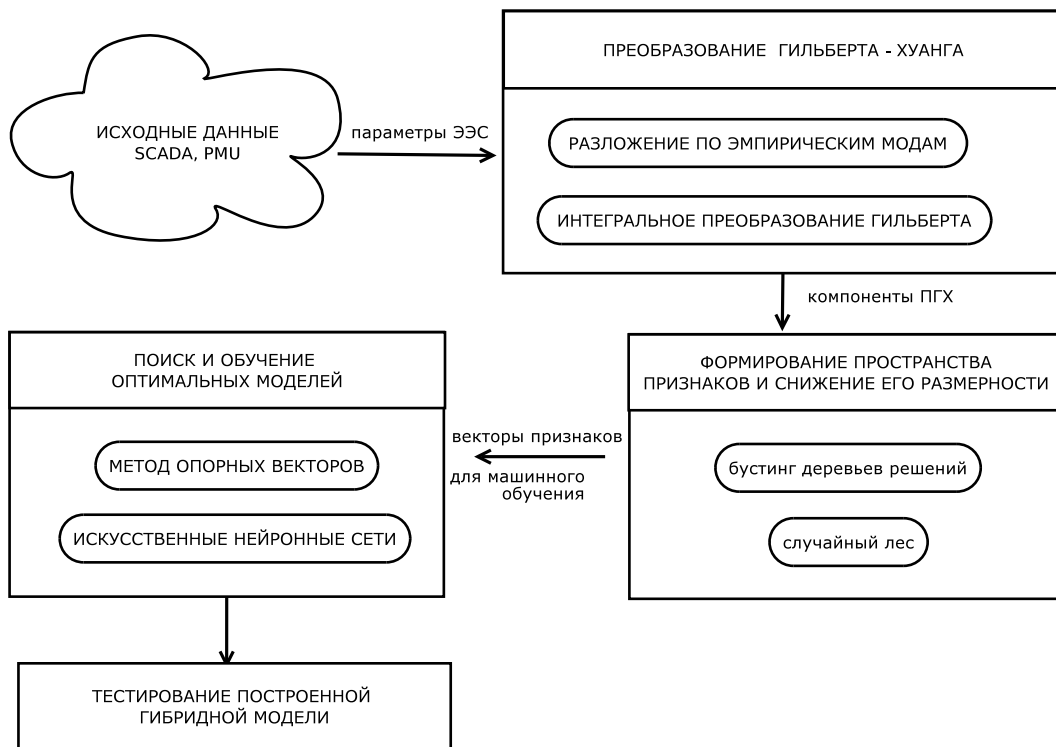 ПРЕОБРАЗОВАНИЕ ГИЛЬБЕРТА - ХУАНГА
ИСХОДНЫЕ ДАННЫЕ
SCADA, PMU
параметры ЭЭС
РАЗЛОЖЕНИЕ ПО ЭМПИРИЧЕСКИМ МОДАМ
ИНТЕГРАЛЬНОЕ ПРЕОБРАЗОВАНИЕ ГИЛЬБЕРТА
компоненты ПГХ
ФОРМИРОВАНИЕ ПРОСТРАНСТВА
ПРИЗНАКОВ И СНИЖЕНИЕ ЕГО РАЗМЕРНОСТИ
бустинг деревьев решений
случайный лес
векторы признаков
для машинного
обучения
ПОИСК И ОБУЧЕНИЕ
ОПТИМАЛЬНЫХ МОДЕЛЕЙ
МЕТОД ОПОРНЫХ ВЕКТОРОВ
ИСКУССТВЕННЫЕ НЕЙРОННЫЕ СЕТИ
ТЕСТИРОВАНИЕ ПОСТРОЕННОЙ
ГИБРИДНОЙ МОДЕЛИ